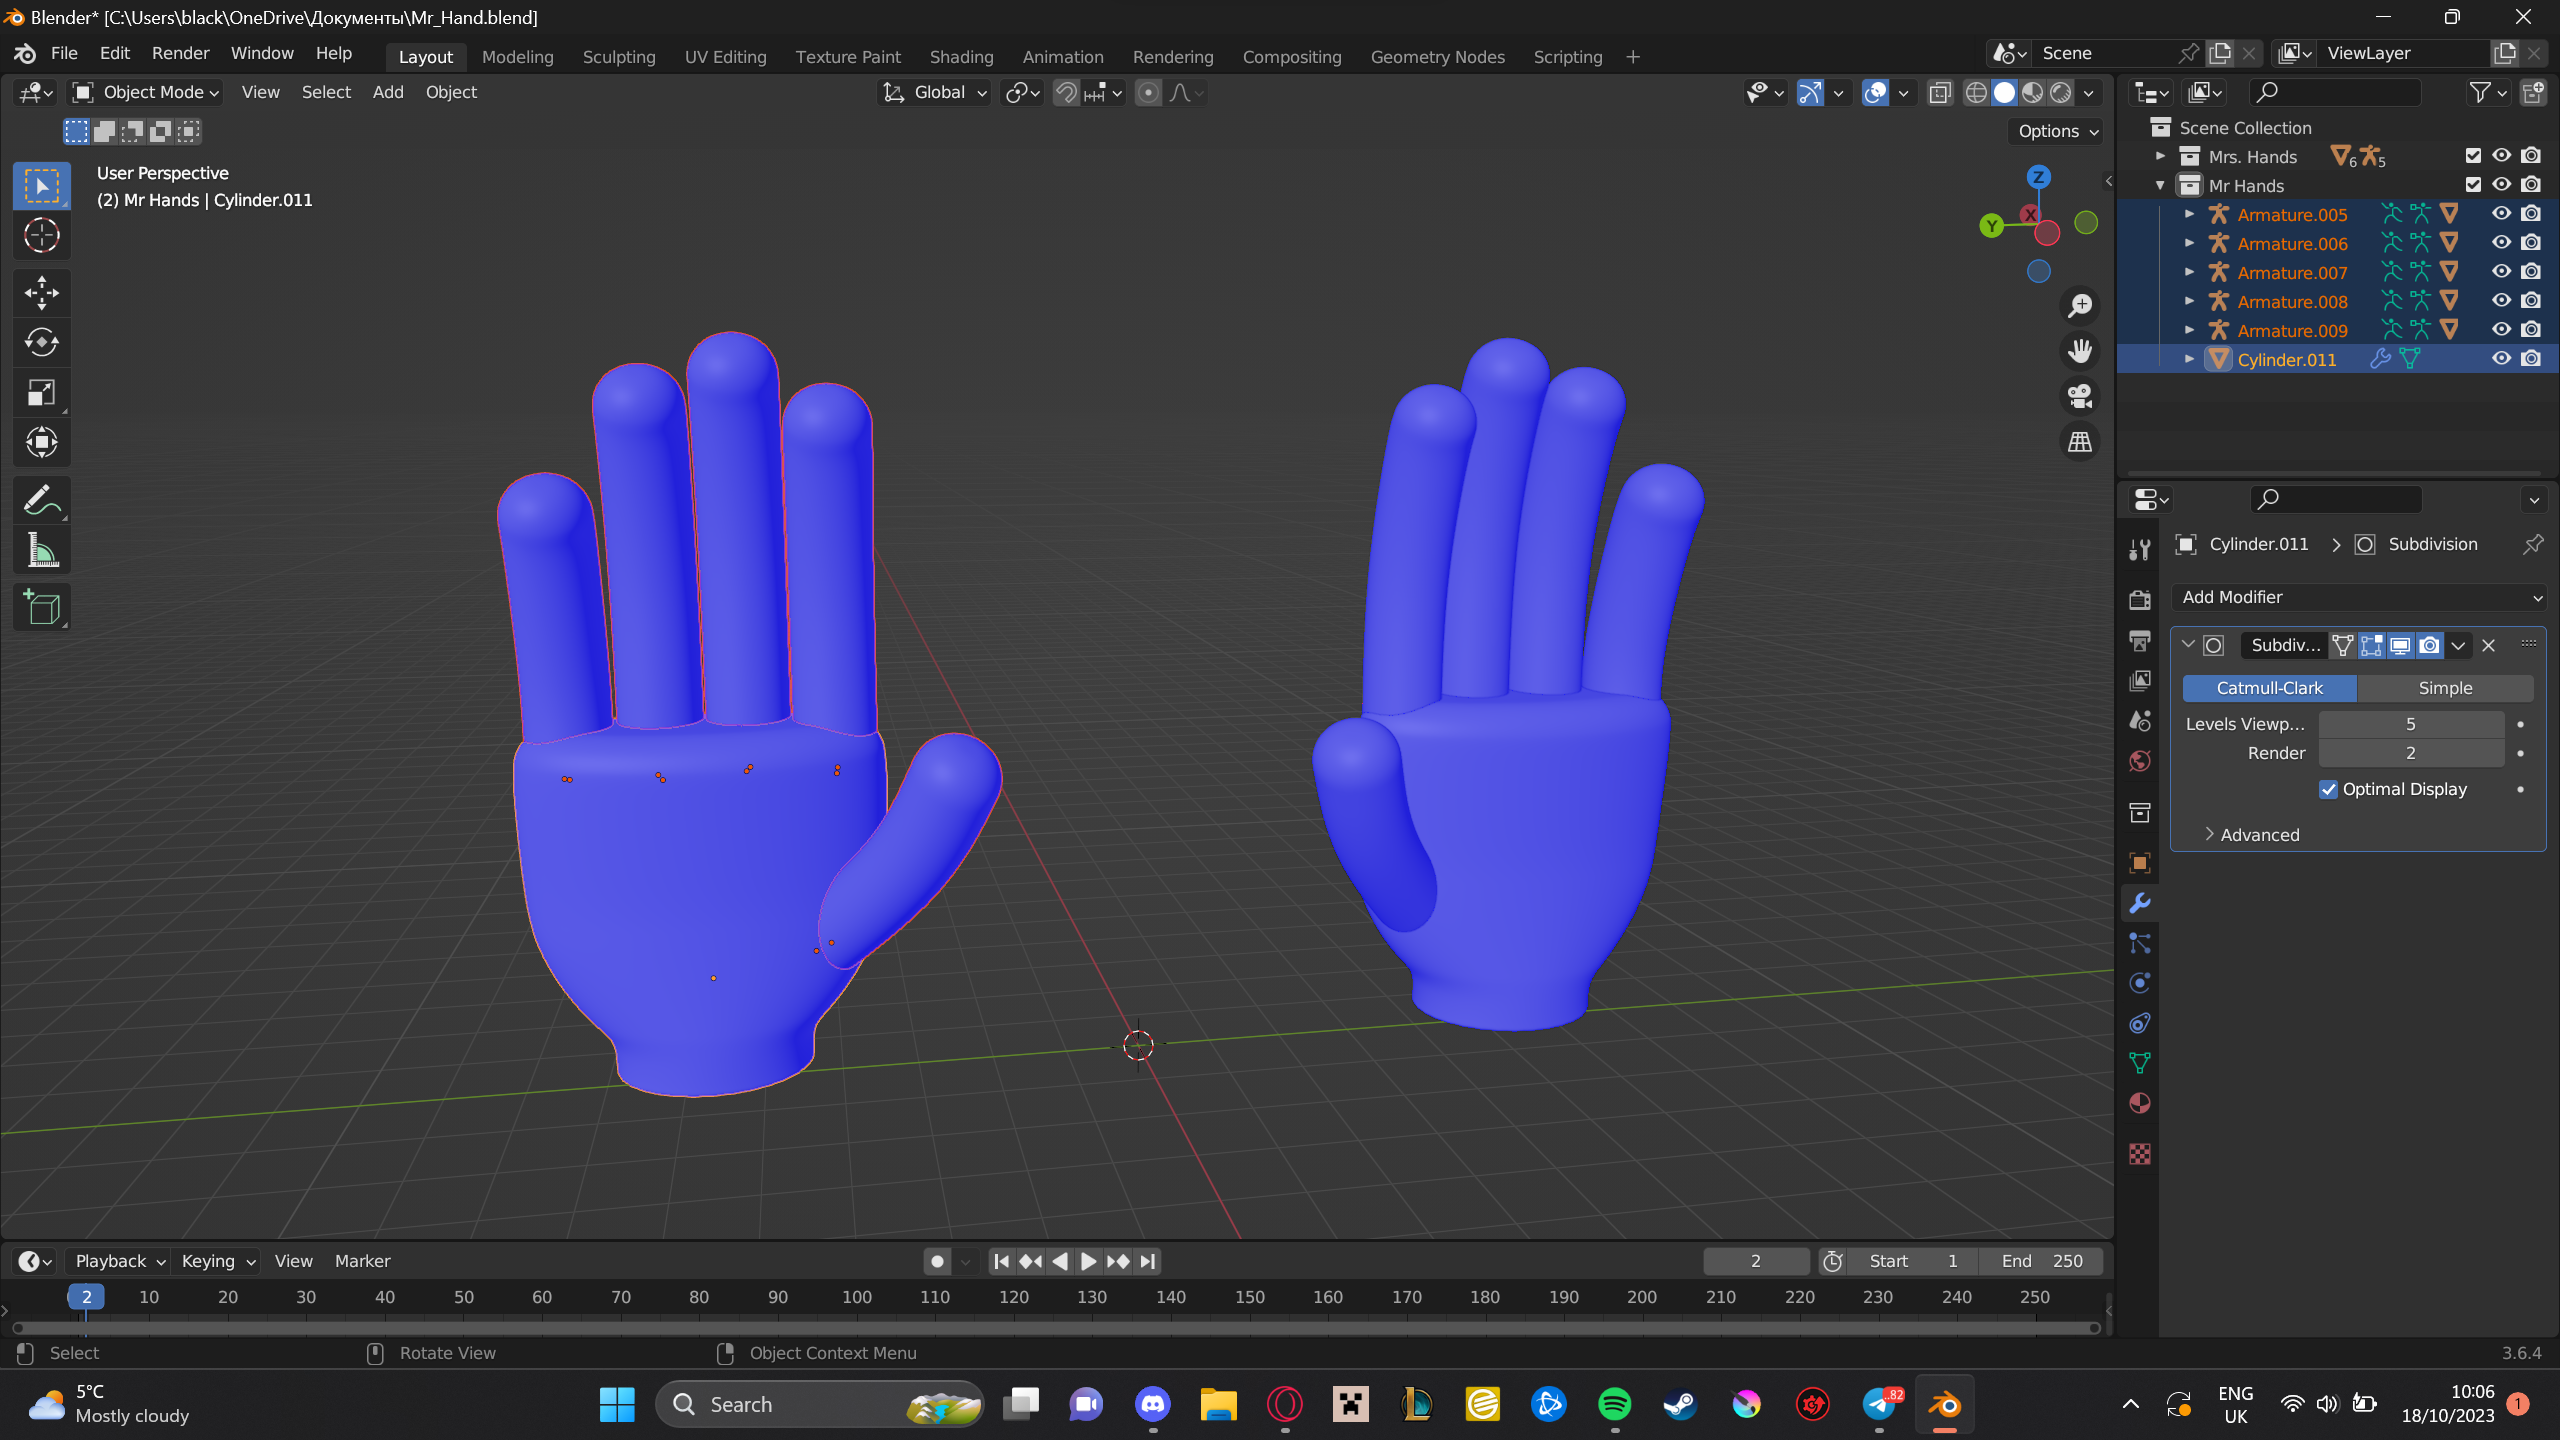 Blender* [C:\Users\black\OneDrive\Документы\Mr_Hand.blend]
File Edit Render Window Help Layout Modeling Sculpting UV Editing Texture Paint Shading Animation Rendering Compositing Geometry Nodes Scripting + Scene ViewLayer
Object Mode View Select Add Object Global
Options
User Perspective
(2) Mr Hands | Cylinder.011
Z
Y
X
Scene Collection
Mrs. Hands 6 5
Mr Hands
Armature.005
Armature.006
Armature.007
Armature.008
Armature.009
Cylinder.011
Cylinder.011 > Subdivision
Add Modifier
Subdiv...
Catmull-Clark Simple
Levels Viewp... 5
Render 2
Optimal Display
Advanced
Playback Keying View Marker 2 Start 1 End 250
2 10 20 30 40 50 60 70 80 90 100 110 120 130 140 150 160 170 180 190 200 210 220 230 240 250
Select Rotate View Object Context Menu 3.6.4
5°C
Mostly cloudy
Search
..82
ENG
UK
10:06
18/10/2023
1